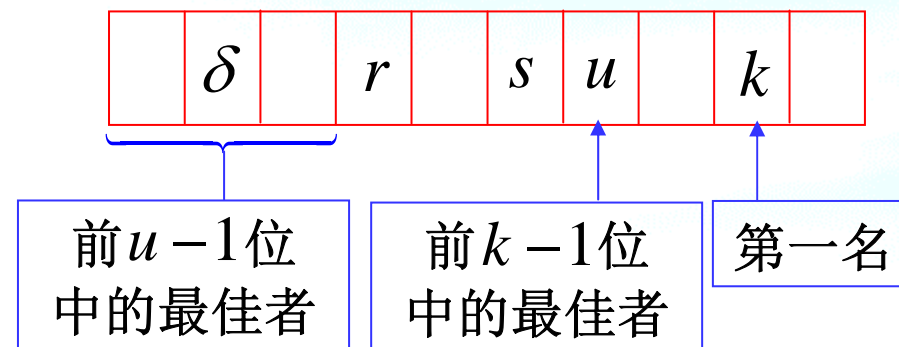 δ r s u k
前u−1位
中的最佳者
前k−1位
中的最佳者
第一名